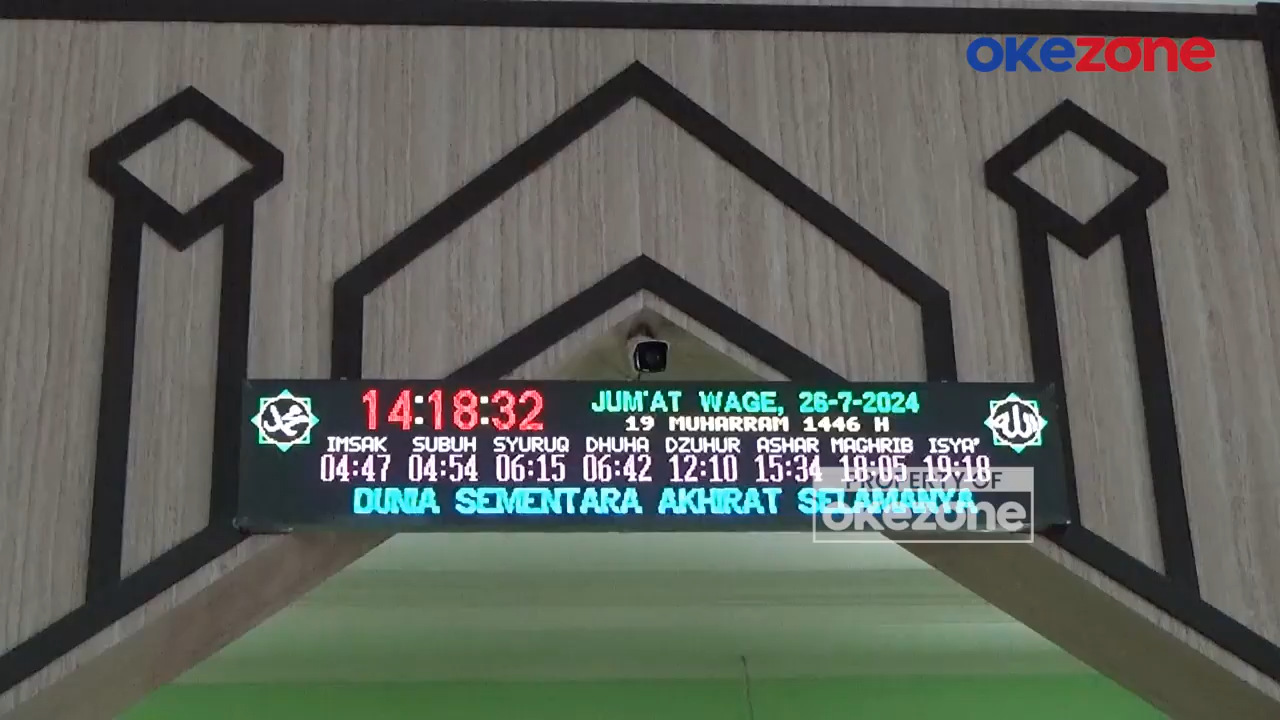 okezone
14:18:32
JUM'AT WAGE, 26-7-2024
19 MUHARRAM 1446 H
محمد
الله
IMSAK SUBUH SYURUQ DHUHA DZUHUR ASHAR MAGHRIB ISYA'
04:47 04:54 06:15 06:42 12:10 15:34 18:05 19:18
DUNIA SEMENTARA AKHIRAT SELAMANYA
PROPERTY OF
okezone